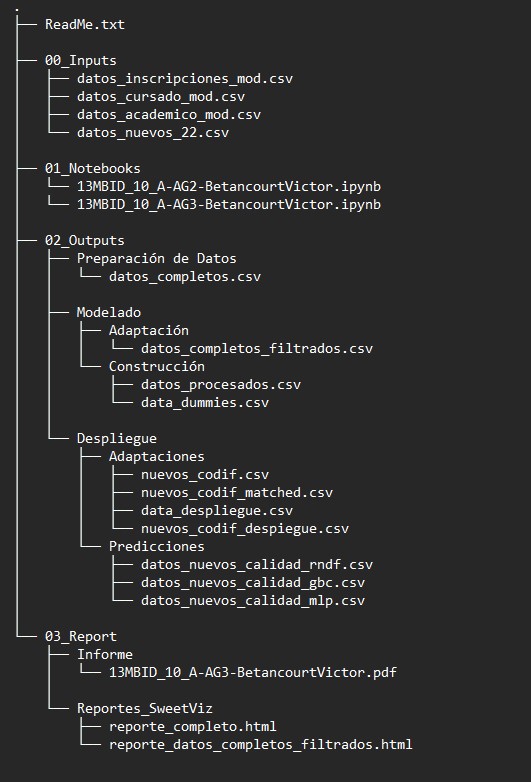 .
├── ReadMe.txt
├── 00_Inputs
│   ├── datos_inscripciones_mod.csv
│   ├── datos_cursado_mod.csv
│   ├── datos_academico_mod.csv
│   └── datos_nuevos_22.csv
├── 01_Notebooks
│   └── 13MBID_10_A-AG2-BetancourtVictor.ipynb
│   └── 13MBID_10_A-AG3-BetancourtVictor.ipynb
├── 02_Outputs
│   ├── Preparación de Datos
│   │   └── datos_completos.csv
│   ├── Modelado
│   │   ├── Adaptación
│   │   │   └── datos_completos_filtrados.csv
│   │   └── Construcción
│   │       ├── datos_procesados.csv
│   │       └── data_dummies.csv
│   └── Despliegue
│       ├── Adaptaciones
│       │   ├── nuevos_codif.csv
│       │   ├── nuevos_codif_matched.csv
│       │   ├── data_despliegue.csv
│       │   └── nuevos_codif_despiegue.csv
│       └── Predicciones
│           ├── datos_nuevos_calidad_rndf.csv
│           ├── datos_nuevos_calidad_gbc.csv
│           └── datos_nuevos_calidad_mlp.csv
└── 03_Report
    ├── Informe
    │   └── 13MBID_10_A-AG3-BetancourtVictor.pdf
    └── Reportes_SweetViz
        ├── reporte_completo.html
        └── reporte_datos_completos_filtrados.html